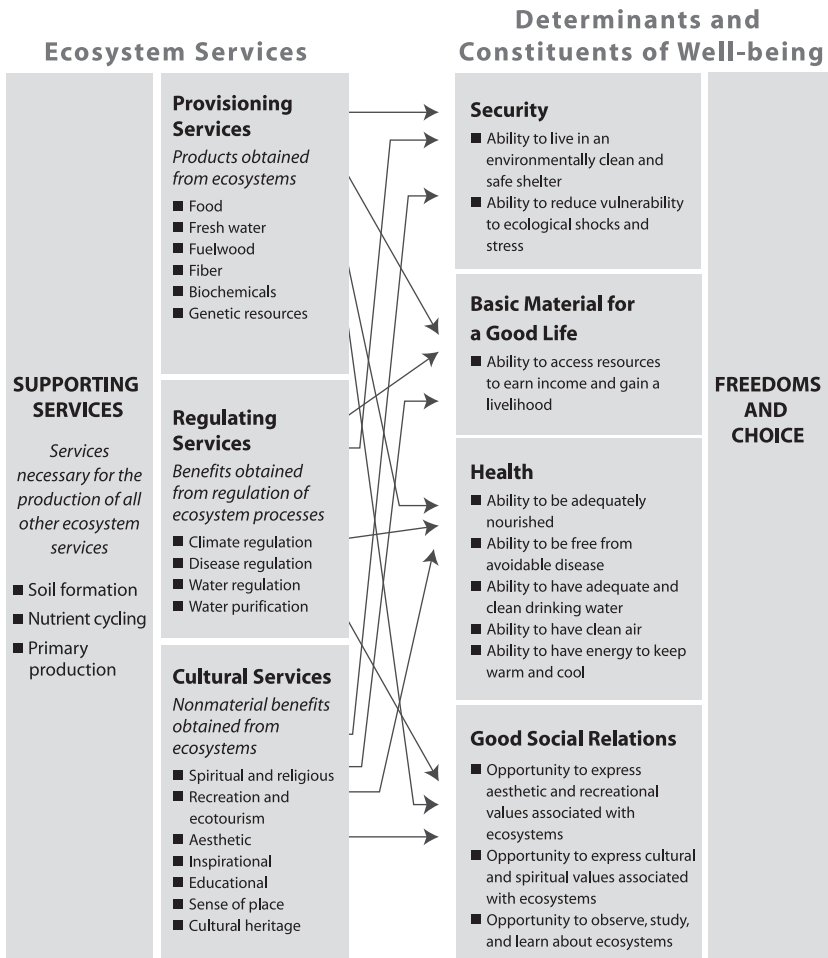 Ecosystem Services
Determinants and
Constituents of Well-being
SUPPORTING
SERVICES
Services
necessary for the
production of all
other ecosystem
services
■ Soil formation
■ Nutrient cycling
■ Primary
production
Provisioning
Services
Products obtained
from ecosystems
■ Food
■ Fresh water
■ Fuelwood
■ Fiber
■ Biochemicals
■ Genetic resources
Regulating
Services
Benefits obtained
from regulation of
ecosystem processes
■ Climate regulation
■ Disease regulation
■ Water regulation
■ Water purification
Cultural Services
Nonmaterial benefits
obtained from
ecosystems
■ Spiritual and religious
■ Recreation and
ecotourism
■ Aesthetic
■ Inspirational
■ Educational
■ Sense of place
■ Cultural heritage
Security
■ Ability to live in an
environmentally clean and
safe shelter
■ Ability to reduce vulnerability
to ecological shocks and
stress
Basic Material for
a Good Life
■ Ability to access resources
to earn income and gain a
livelihood
Health
■ Ability to be adequately
nourished
■ Ability to be free from
avoidable disease
■ Ability to have adequate and
clean drinking water
■ Ability to have clean air
■ Ability to have energy to keep
warm and cool
Good Social Relations
■ Opportunity to express
aesthetic and recreational
values associated with
ecosystems
■ Opportunity to express cultural
and spiritual values associated
with ecosystems
■ Opportunity to observe, study,
and learn about ecosystems
FREEDOMS
AND
CHOICE